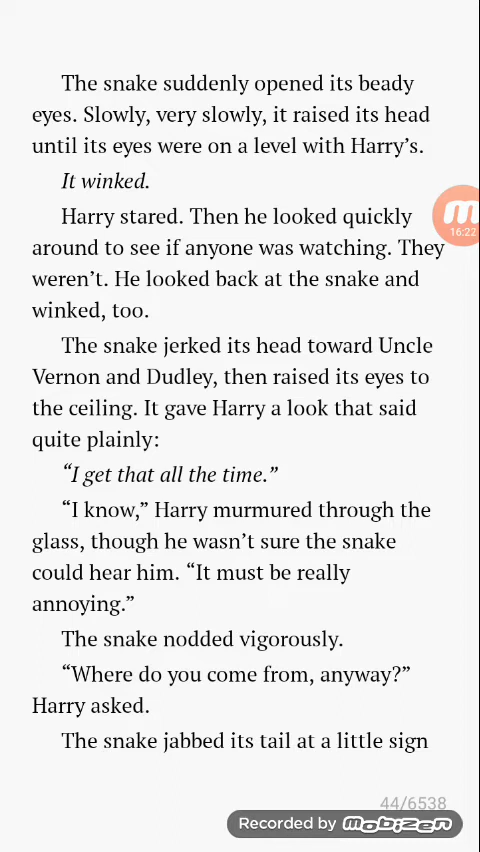 The snake suddenly opened its beady
eyes. Slowly, very slowly, it raised its head
until its eyes were on a level with Harry’s.
It winked.
Harry stared. Then he looked quickly
around to see if anyone was watching. They
weren’t. He looked back at the snake and
winked, too.
The snake jerked its head toward Uncle
Vernon and Dudley, then raised its eyes to
the ceiling. It gave Harry a look that said
quite plainly:
“I get that all the time.”
“I know,” Harry murmured through the
glass, though he wasn’t sure the snake
could hear him. “It must be really
annoying.”
The snake nodded vigorously.
“Where do you come from, anyway?”
Harry asked.
The snake jabbed its tail at a little sign
m
16:22
44/6538
Recorded by mobizen